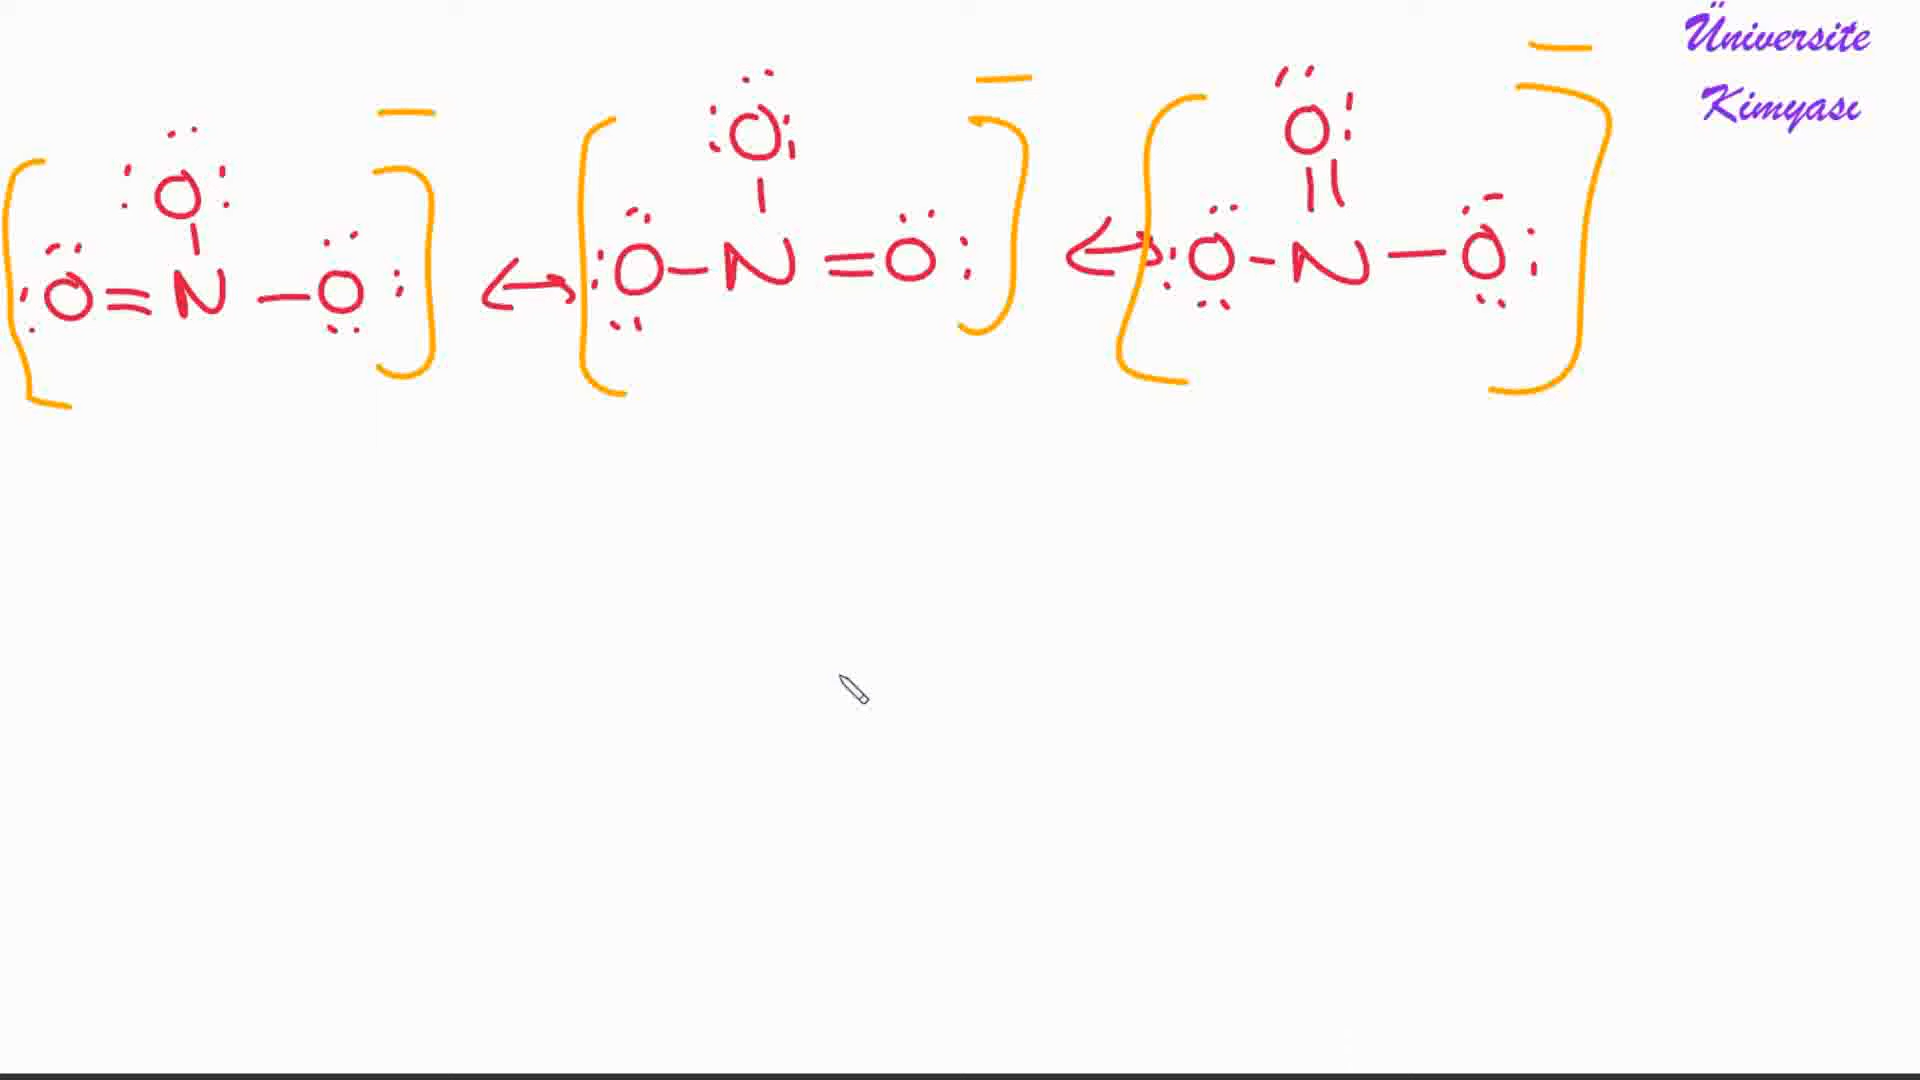 Üniversite
Kimyası
O O O
O=N-O ↔ O-N=O ↔ O-N-O